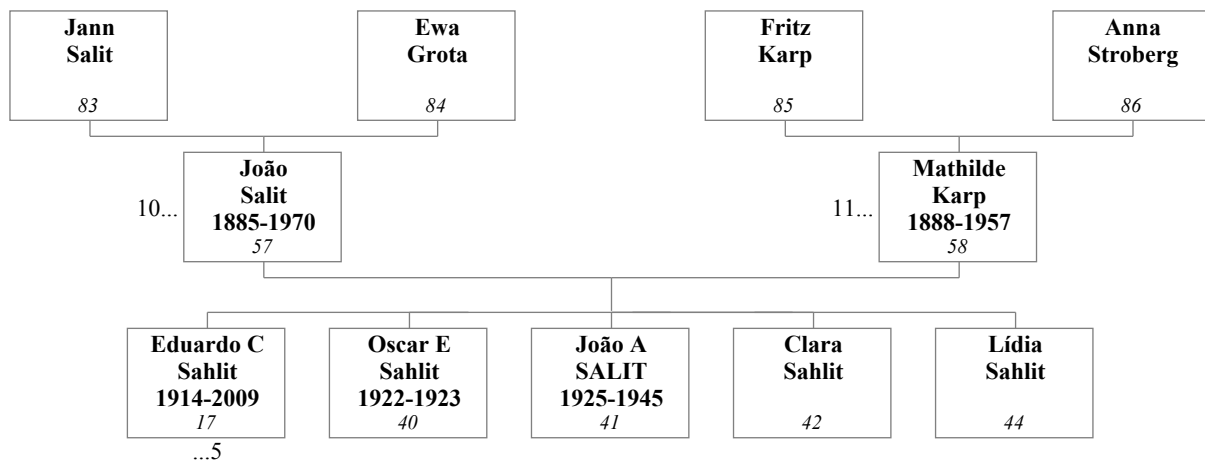 Jann
Salit
83
Ewa
Grota
84
Fritz
Karp
85
Anna
Stroberg
86
10...
João
Salit
1885-1970
57
11...
Mathilde
Karp
1888-1957
58
Eduardo C
Sahlit
1914-2009
17
...5
Oscar E
Sahlit
1922-1923
40
João A
SALIT
1925-1945
41
Clara
Sahlit
42
Lídia
Sahlit
44